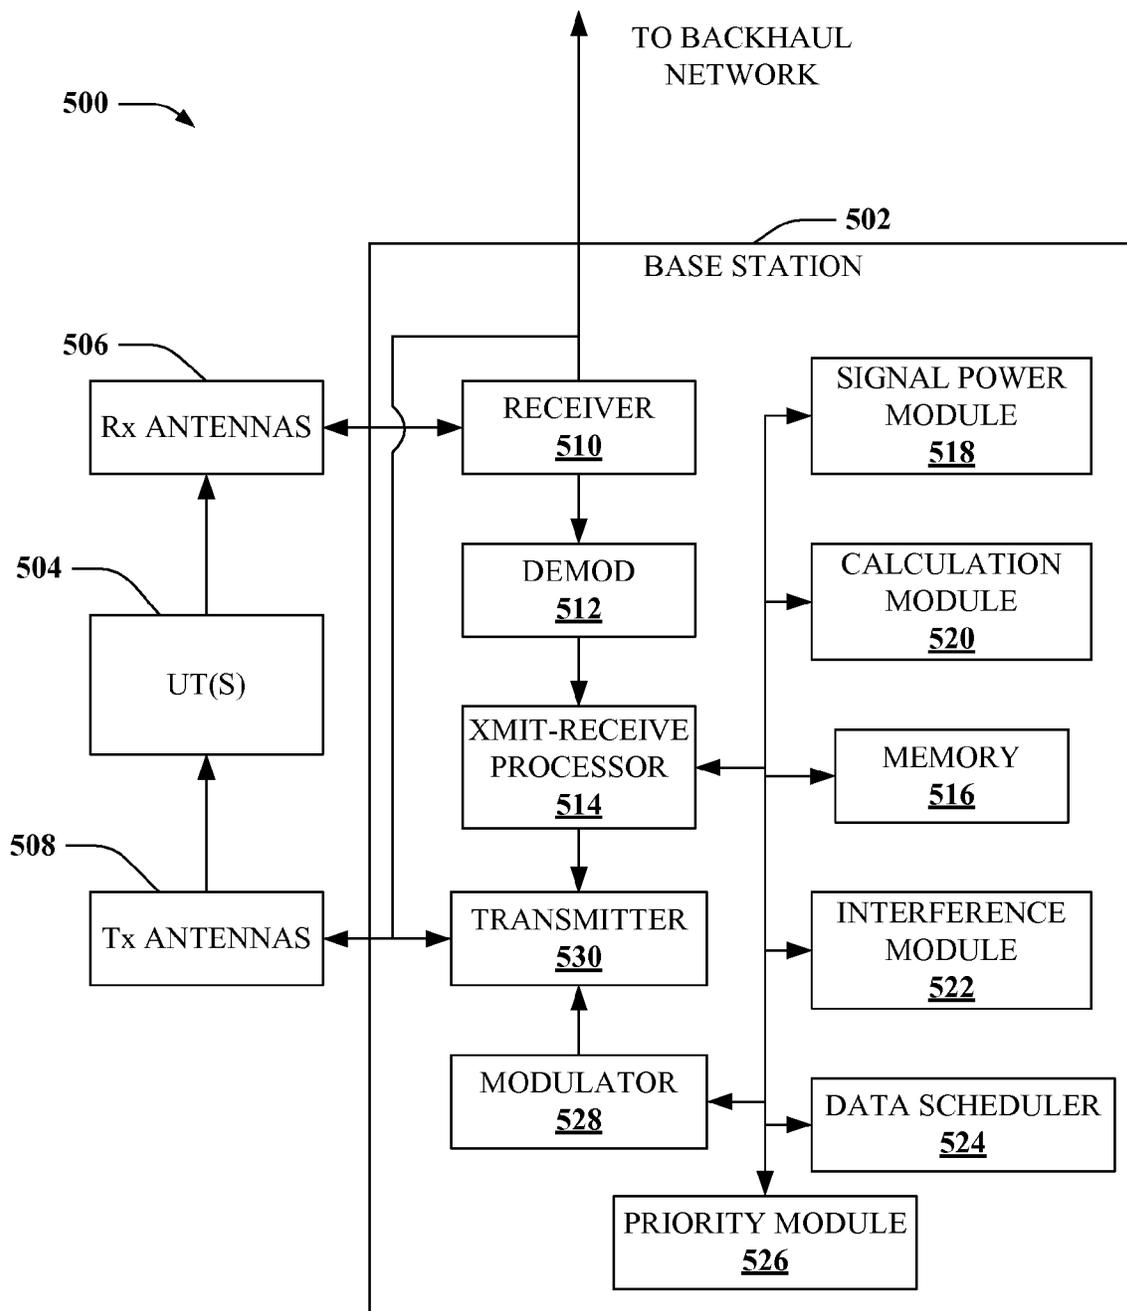 TO BACKHAUL
NETWORK
500
502
BASE STATION
506
Rx ANTENNAS
RECEIVER
510
SIGNAL POWER
MODULE
518
504
UT(S)
DEMOD
512
CALCULATION
MODULE
520
XMIT-RECEIVE
PROCESSOR
514
MEMORY
516
508
Tx ANTENNAS
TRANSMITTER
530
INTERFERENCE
MODULE
522
MODULATOR
528
DATA SCHEDULER
524
PRIORITY MODULE
526